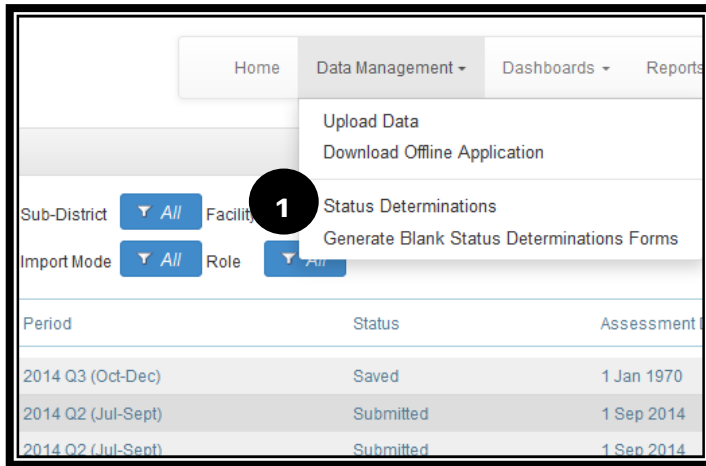 Home Data Management Dashboards Reports
Upload Data
Download Offline Application
1 Status Determinations
Generate Blank Status Determinations Forms
Sub-District All Facility
Import Mode All Role All
Period Status Assessment
2014 Q3 (Oct-Dec) Saved 1 Jan 1970
2014 Q2 (Jul-Sept) Submitted 1 Sep 2014
2014 Q2 (Jul-Sept) Submitted 1 Sep 2014